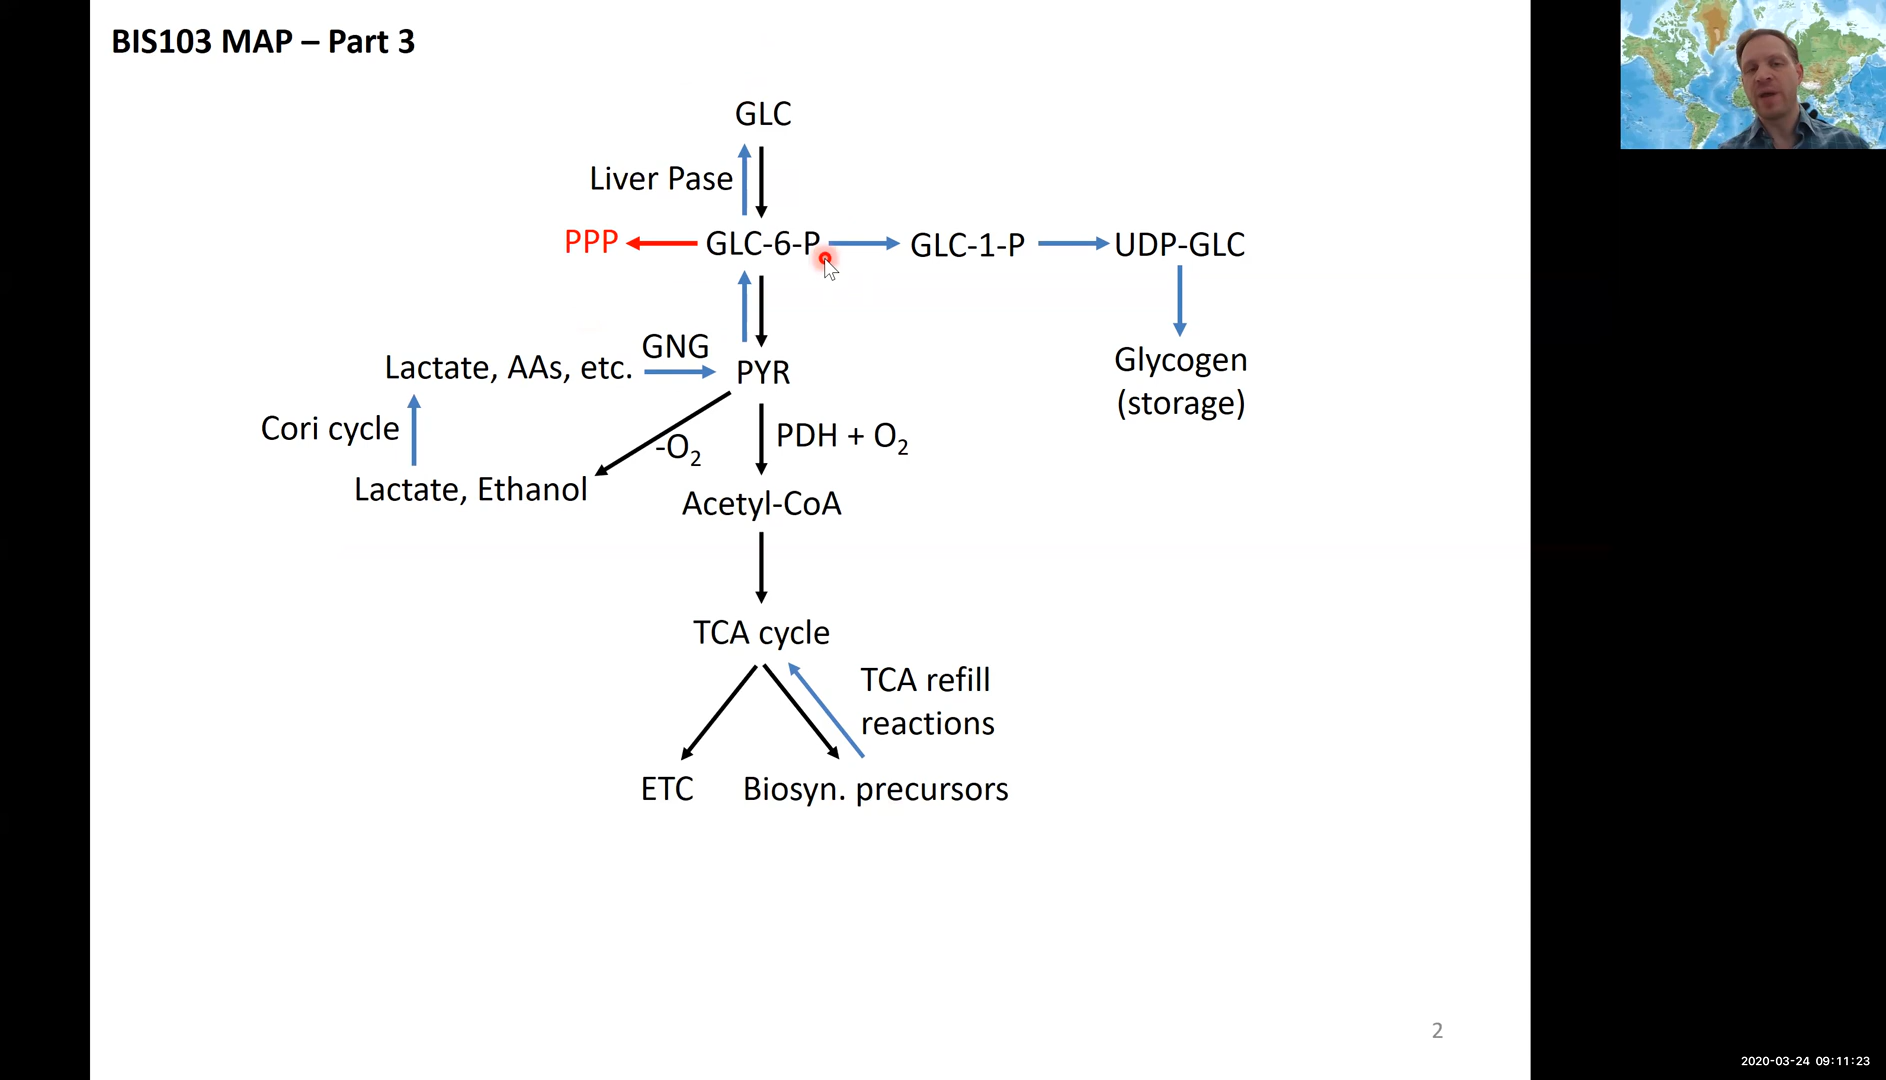 BIS103 MAP – Part 3
GLC
Liver Pase
PPP
GLC-6-P
GLC-1-P
UDP-GLC
GNG
Lactate, AAs, etc.
PYR
Glycogen
(storage)
Cori cycle
-O₂
PDH + O₂
Lactate, Ethanol
Acetyl-CoA
TCA cycle
TCA refill
reactions
ETC
Biosyn. precursors
2
2020-03-24 09:11:23